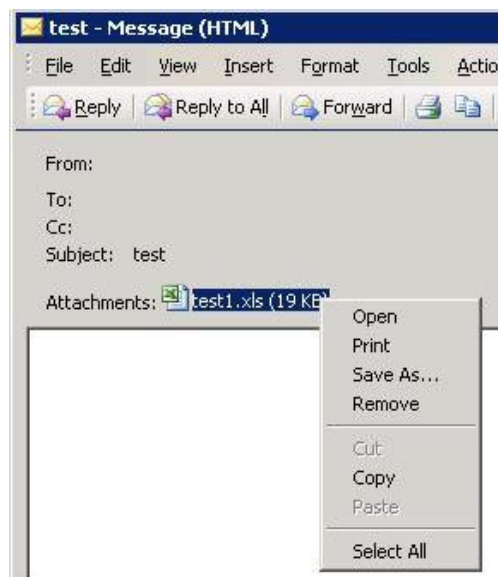 test - Message (HTML)
File Edit View Insert Format Tools Actio
Reply Reply to All Forward
From:
To:
Cc:
Subject: test
Attachments: test1.xls (19 KB)
Open
Print
Save As...
Remove
Cut
Copy
Paste
Select All